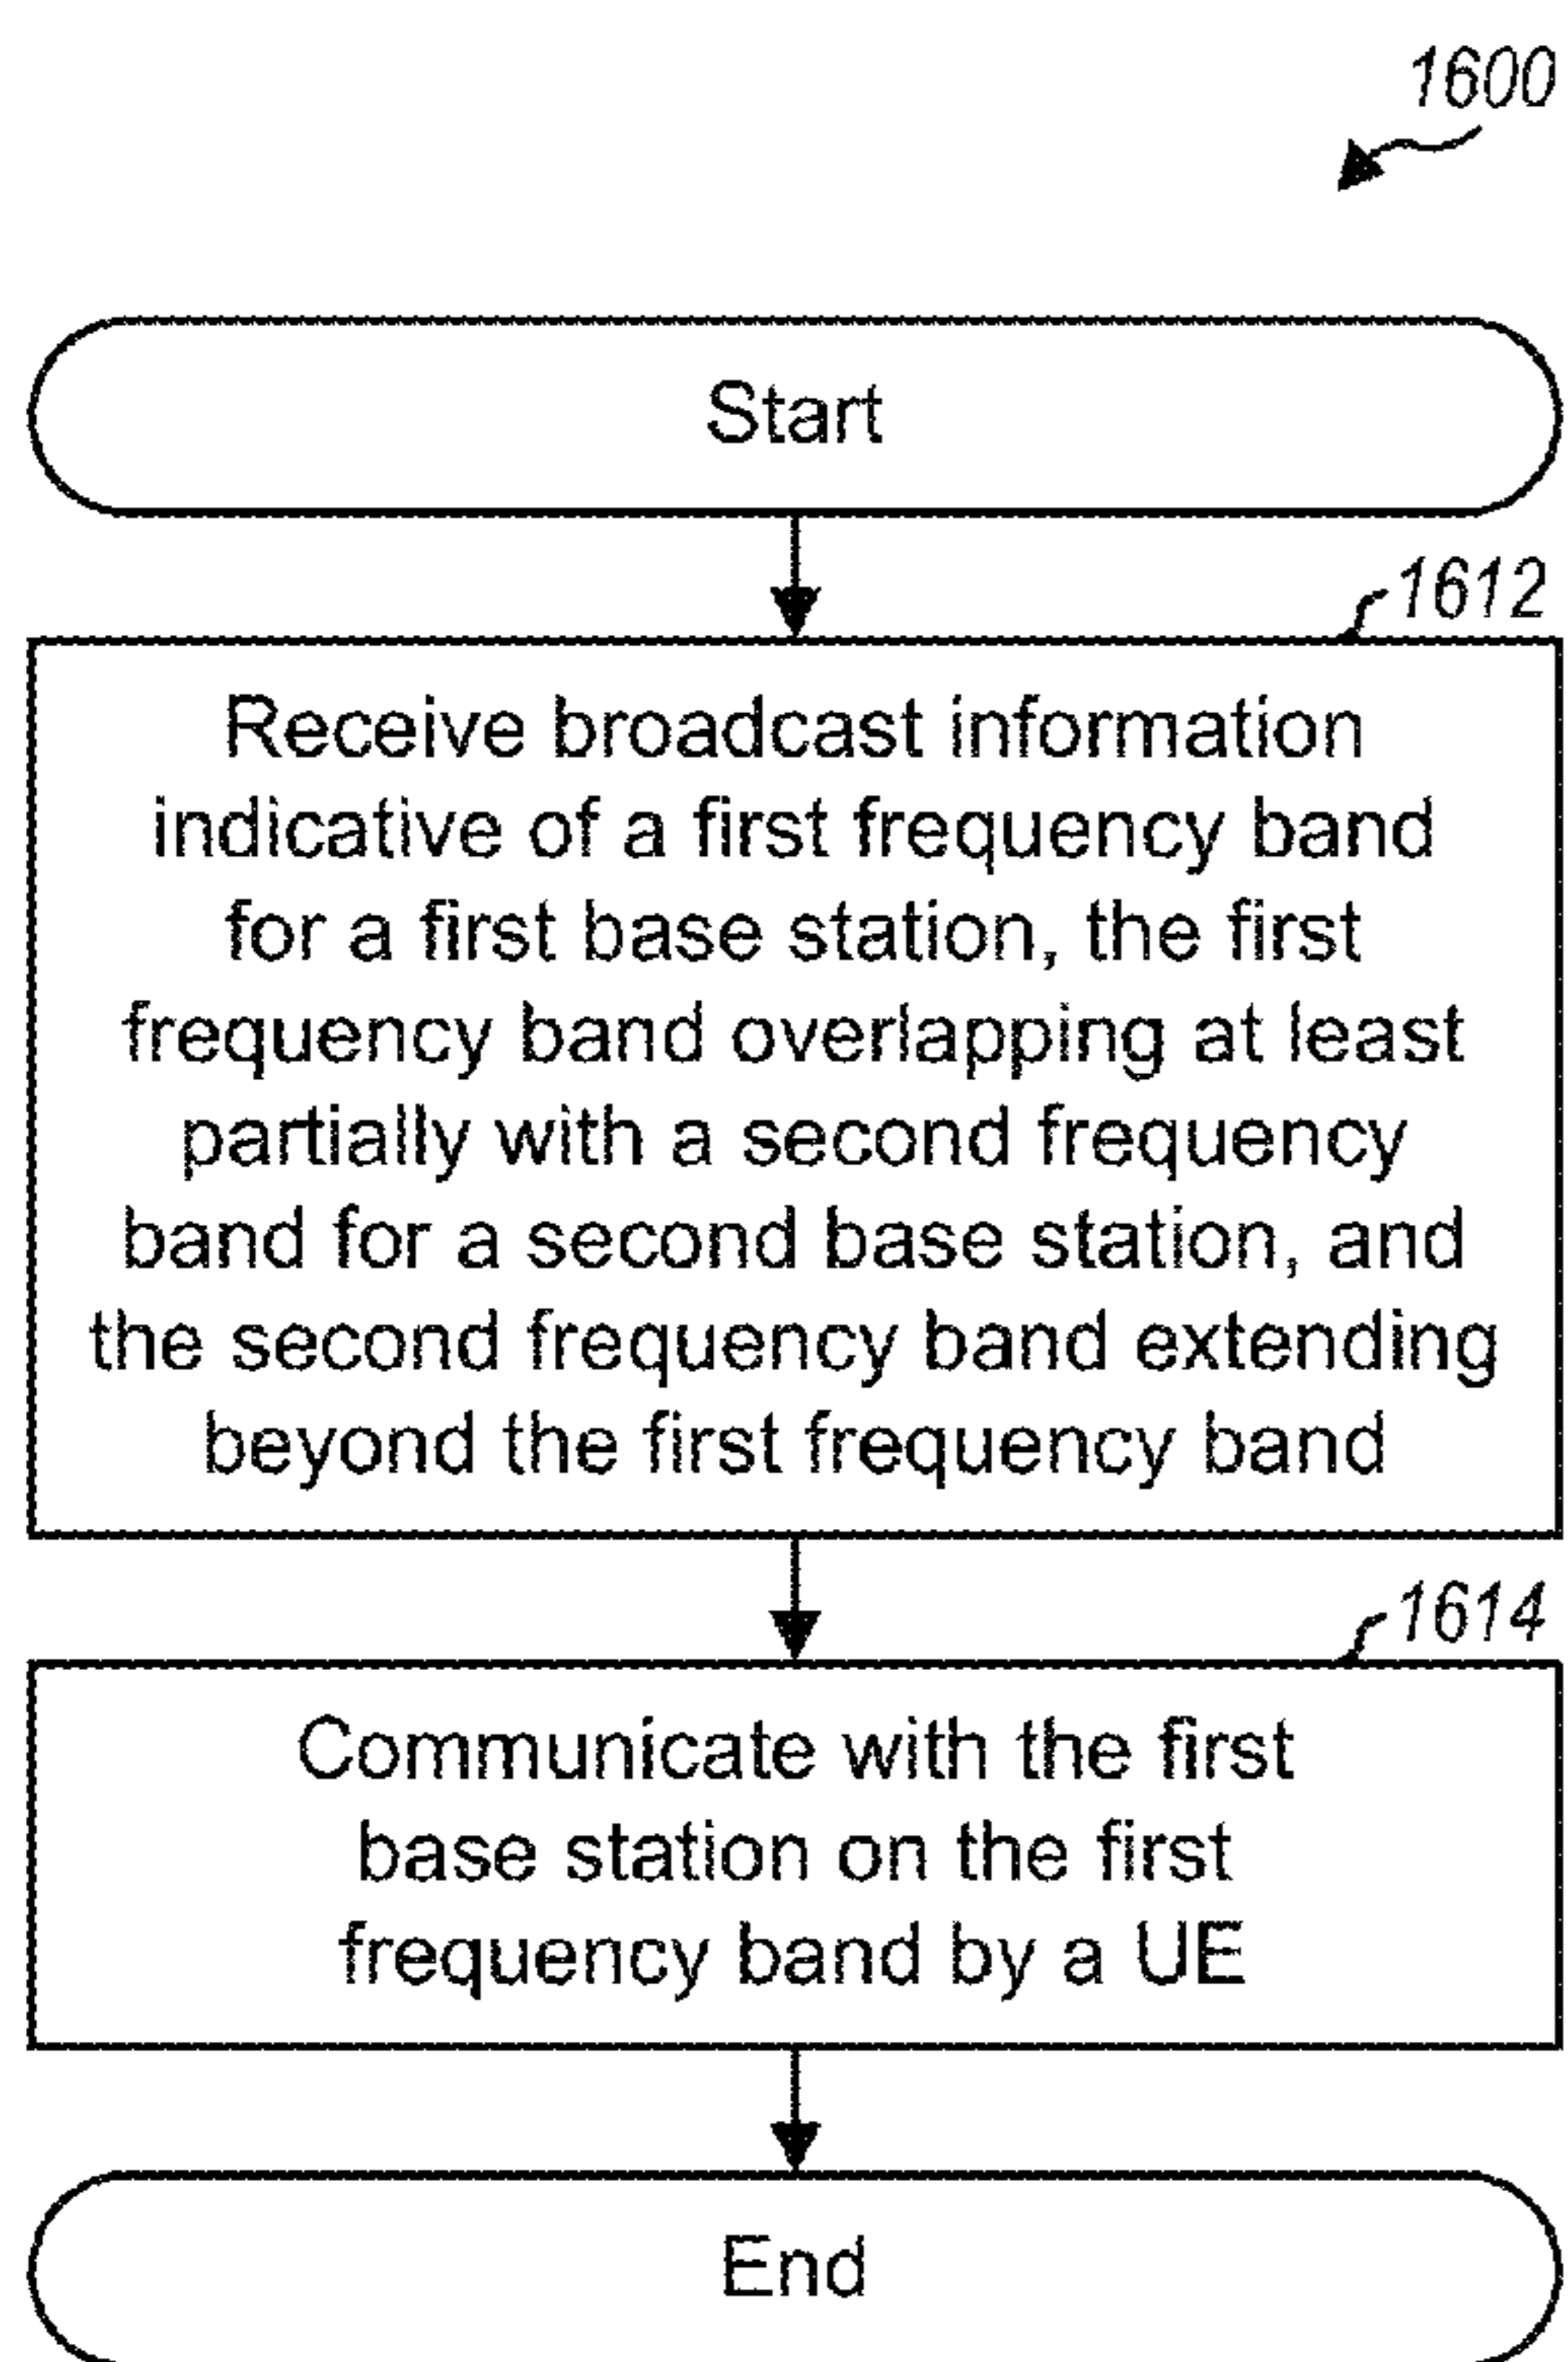 1600
Start
1612
Receive broadcast information
indicative of a first frequency band
for a first base station, the first
frequency band overlapping at least
partially with a second frequency
band for a second base station, and
the second frequency band extending
beyond the first frequency band
1614
Communicate with the first
base station on the first
frequency band by a UE
End